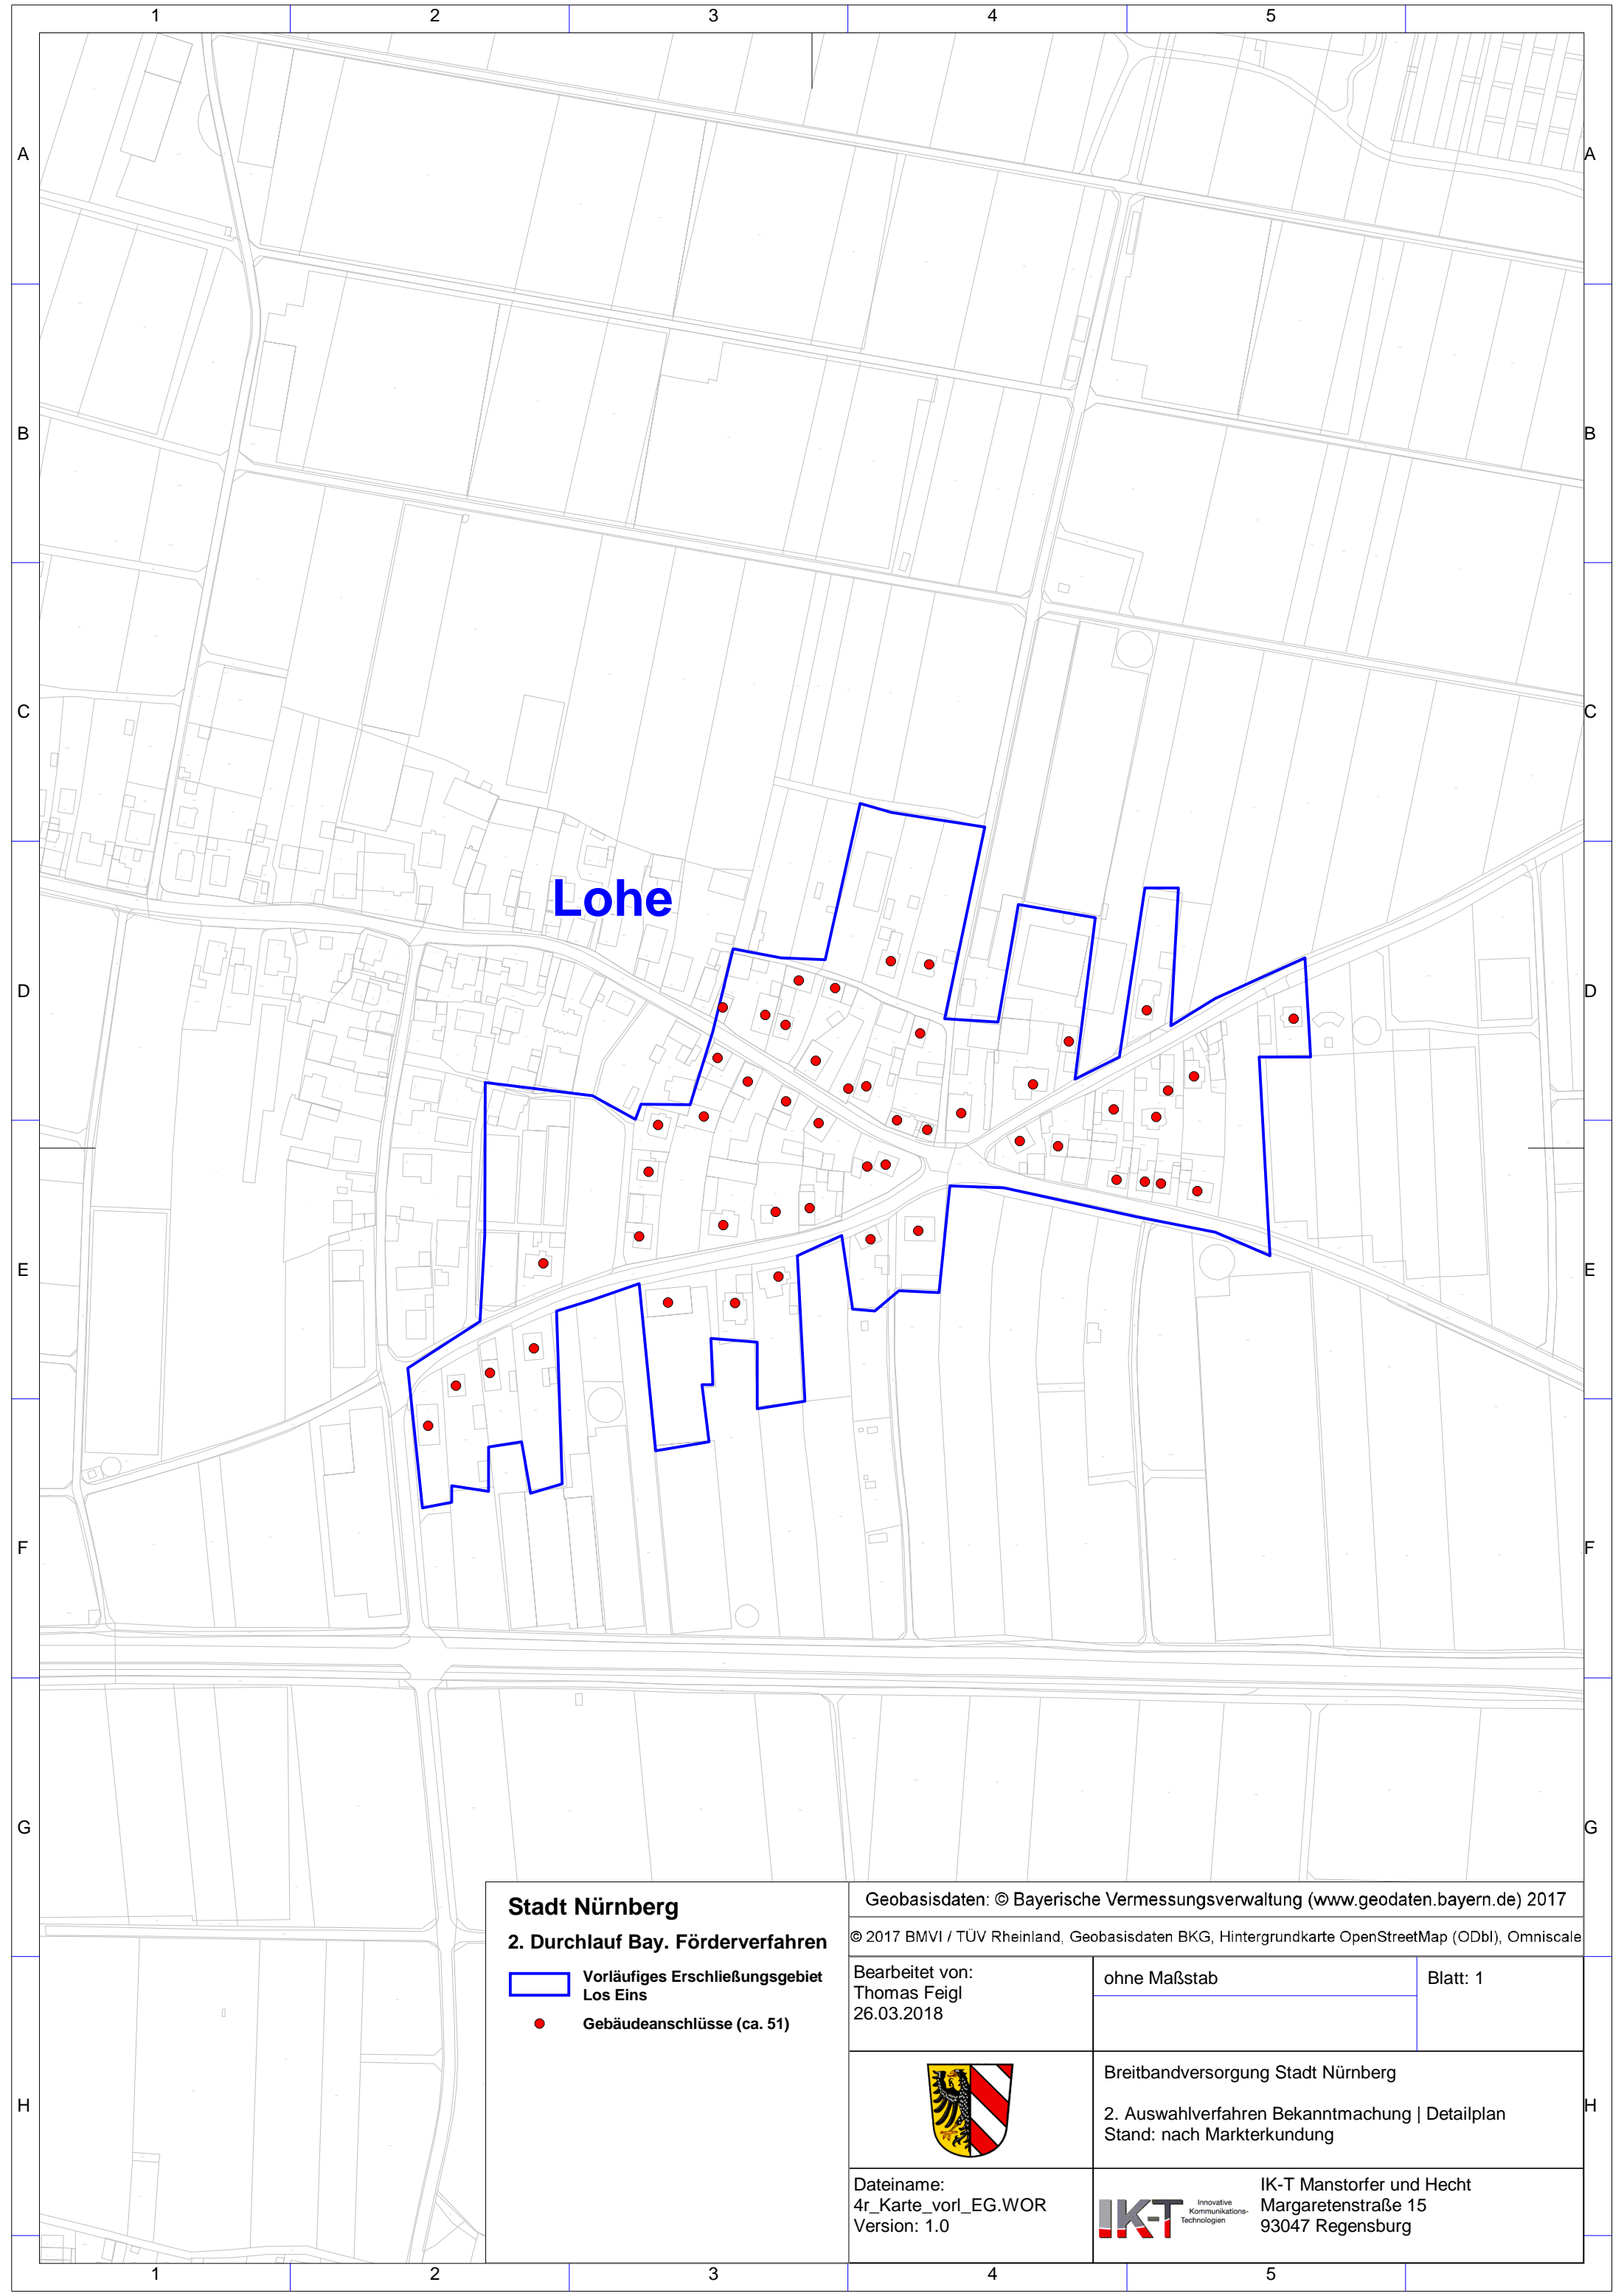 1 2 3 4 5
A A
B B
C C
Lohe
D D
E E
F F
G G
H H
Stadt Nürnberg
2. Durchlauf Bay. Förderverfahren
Vorläufiges Erschließungsgebiet
Los Eins
Gebäudeanschlüsse (ca. 51)
Geobasisdaten: © Bayerische Vermessungsverwaltung (www.geodaten.bayern.de) 2017
© 2017 BMVI / TÜV Rheinland, Geobasisdaten BKG, Hintergrundkarte OpenStreetMap (ODbl), Omniscale
Bearbeitet von:
Thomas Feigl
26.03.2018
ohne Maßstab
Blatt: 1
Breitbandversorgung Stadt Nürnberg
2. Auswahlverfahren Bekanntmachung | Detailplan
Stand: nach Markterkundung
Dateiname:
4r_Karte_vorl_EG.WOR
Version: 1.0
IK-T
Innovative
Kommunikations-
Technologien
IK-T Manstorfer und Hecht
Margaretenstraße 15
93047 Regensburg
1 2 3 4 5